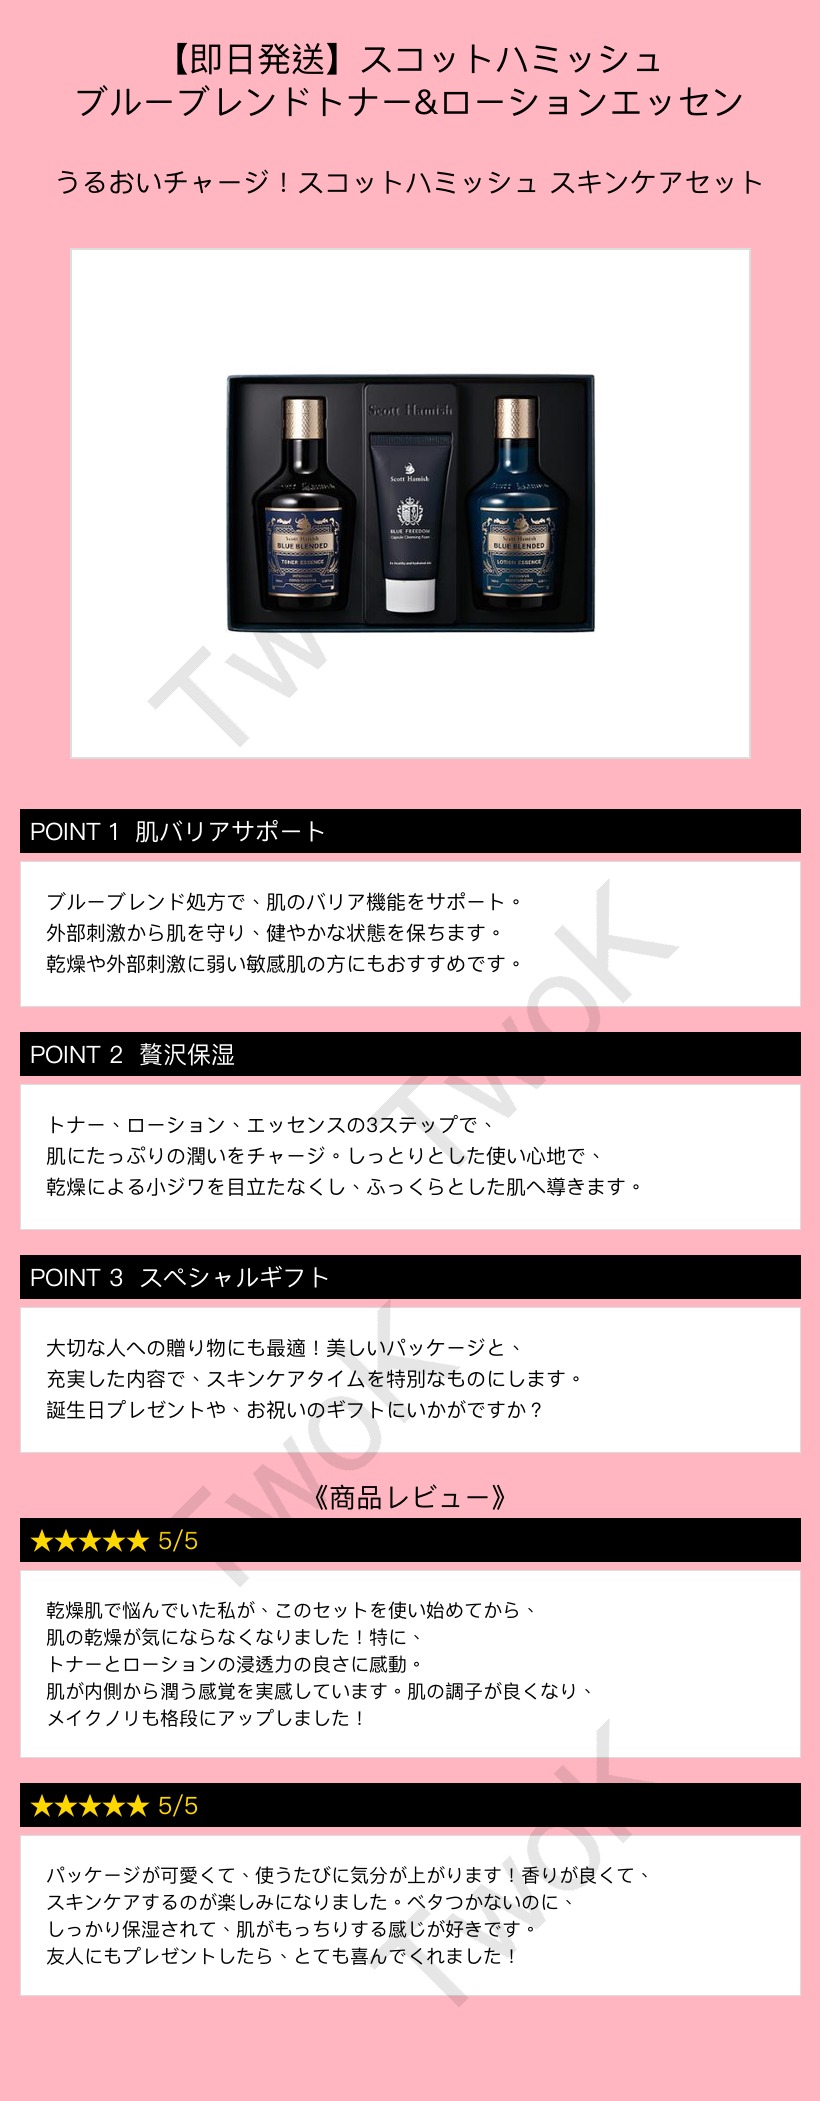 【即日発送】スコットハミッシュ
ブルーブレンドトナー&ローションエッセン
うるおいチャージ！スコットハミッシュ スキンケアセット
Scott Hamish
Scott Hamish
BLUE FREEDOM
Capsule Cleansing Foam
Scott Hamish
BLUE BLENDED
TONER ESSENCE
Scott Hamish
BLUE BLENDED
LOTION ESSENCE
POINT 1 肌バリアサポート
ブルーブレンド処方で、肌のバリア機能をサポート。
外部刺激から肌を守り、健やかな状態を保ちます。
乾燥や外部刺激に弱い敏感肌の方にもおすすめです。
POINT 2 贅沢保湿
トナー、ローション、エッセンスの3ステップで、
肌にたっぷりの潤いをチャージ。しっとりとした使い心地で、
乾燥による小ジワを目立たなくし、ふっくらとした肌へ導きます。
POINT 3 スペシャルギフト
大切な人への贈り物にも最適！美しいパッケージと、
充実した内容で、スキンケアタイムを特別なものにします。
誕生日プレゼントや、お祝いのギフトにいかがですか？
《商品レビュー》
★★★★★ 5/5
乾燥肌で悩んでいた私が、このセットを使い始めてから、
肌の乾燥が気にならなくなりました！特に、
トナーとローションの浸透力の良さに感動。
肌が内側から潤う感覚を実感しています。肌の調子が良くなり、
メイクノリも格段にアップしました！
★★★★★ 5/5
パッケージが可愛くて、使うたびに気分が上がります！香りが良くて、
スキンケアするのが楽しみになりました。ベタつかないのに、
しっかり保湿されて、肌がもっちりする感じが好きです。
友人にもプレゼントしたら、とても喜んでくれました！
Tw
TwoK
TwoK
TwoK